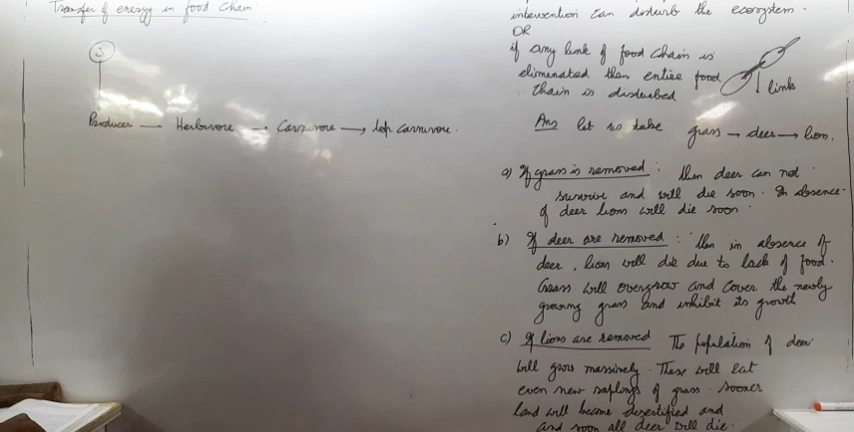 Transfer of energy in food chain
Producer — Herbivore → Carnivore → top carnivore.
intervention can disturb the ecosystem.
OR
if any link of food chain is
eliminated then entire food
chain is disturbed
link
Ans let us take grass → deer → lion.
a) If grass is removed : then deer can not
survive and will die soon. In absence
of deer lion will die soon
b) If deer are removed : then in absence of
deer, lion will die due to lack of food.
Grass will overgrow and cover the newly
growing grass and inhibit its growth
c) If lions are removed The population of deer
will grow massively. These will eat
even new saplings of grass. sooner
land will become desertified and
and soon all deer will die.